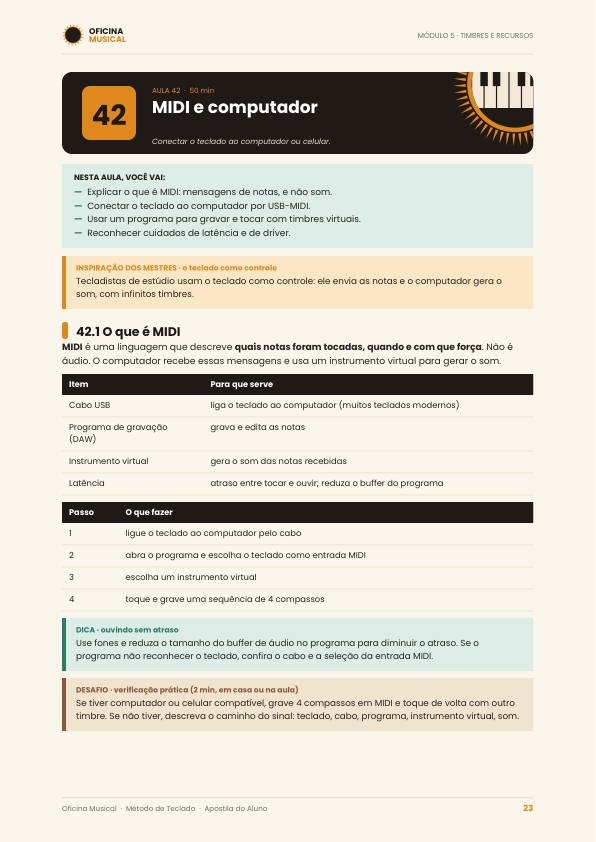 OFICINA
MUSICAL
MÓDULO 5 · TIMBRES E RECURSOS
42
AULA 42 · 50 min
MIDI e computador
Conectar o teclado ao computador ou celular.
NESTA AULA, VOCÊ VAI:
— Explicar o que é MIDI: mensagens de notas, e não som.
— Conectar o teclado ao computador por USB-MIDI.
— Usar um programa para gravar e tocar com timbres virtuais.
— Reconhecer cuidados de latência e de driver.
INSPIRAÇÃO DOS MESTRES · o teclado como controle
Tecladistas de estúdio usam o teclado como controle: ele envia as notas e o computador gera o
som, com infinitos timbres.
42.1 O que é MIDI
MIDI é uma linguagem que descreve quais notas foram tocadas, quando e com que força. Não é
áudio. O computador recebe essas mensagens e usa um instrumento virtual para gerar o som.
Item Para que serve
Cabo USB liga o teclado ao computador (muitos teclados modernos)
Programa de gravação grava e edita as notas
(DAW)
Instrumento virtual gera o som das notas recebidas
Latência atraso entre tocar e ouvir; reduza o buffer do programa
Passo O que fazer
1 ligue o teclado ao computador pelo cabo
2 abra o programa e escolha o teclado como entrada MIDI
3 escolha um instrumento virtual
4 toque e grave uma sequência de 4 compassos
DICA · ouvindo sem atraso
Use fones e reduza o tamanho do buffer de áudio no programa para diminuir o atraso. Se o
programa não reconhecer o teclado, confira o cabo e a seleção da entrada MIDI.
DESAFIO · verificação prática (2 min, em casa ou na aula)
Se tiver computador ou celular compatível, grave 4 compassos em MIDI e toque de volta com outro
timbre. Se não tiver, descreva o caminho do sinal: teclado, cabo, programa, instrumento virtual, som.
Oficina Musical · Método de Teclado · Apostila do Aluno
23